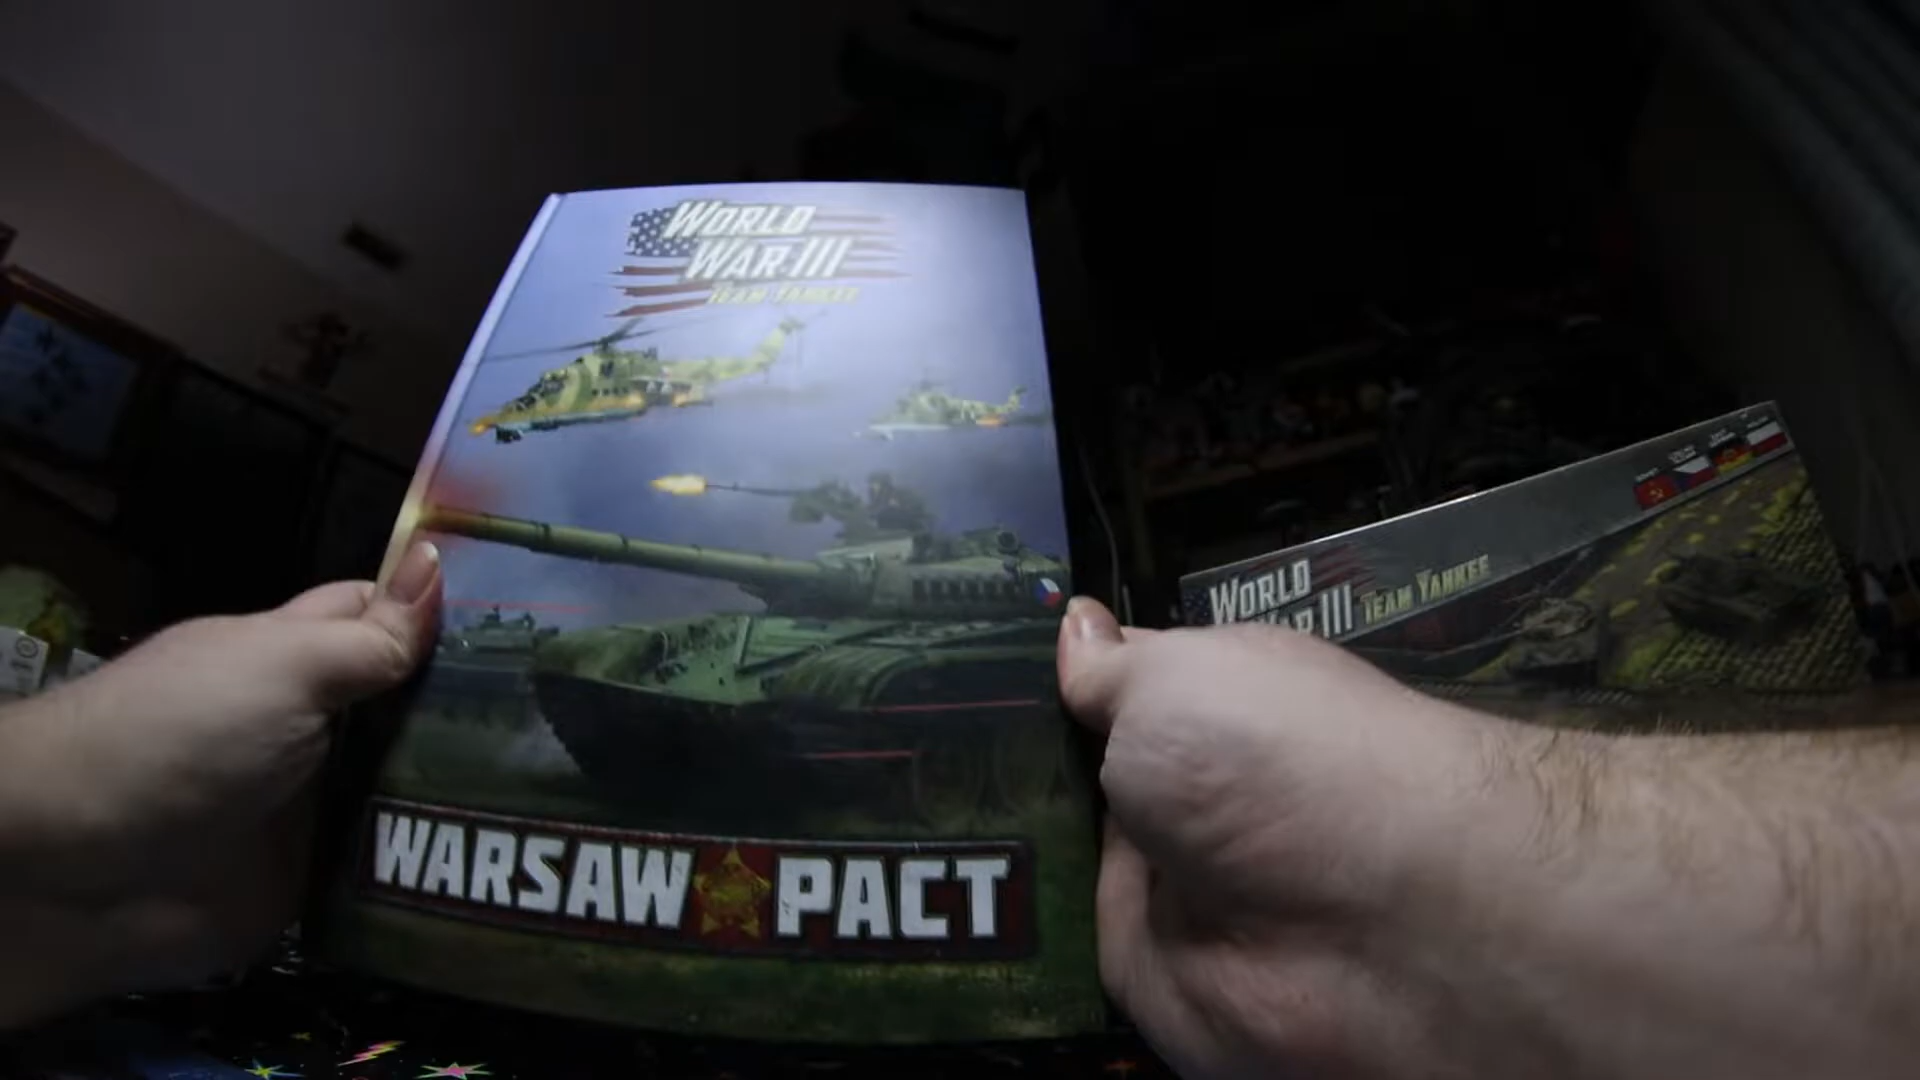 WORLD
WAR III
TEAM YANKEE
WARSAW PACT
WORLD
WAR III TEAM YANKEE